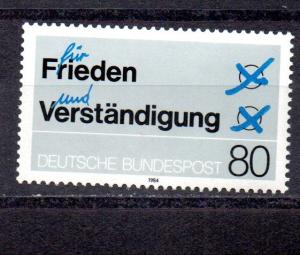 für
Frieden
und
Verständigung
DEUTSCHE BUNDESPOST 80
1984